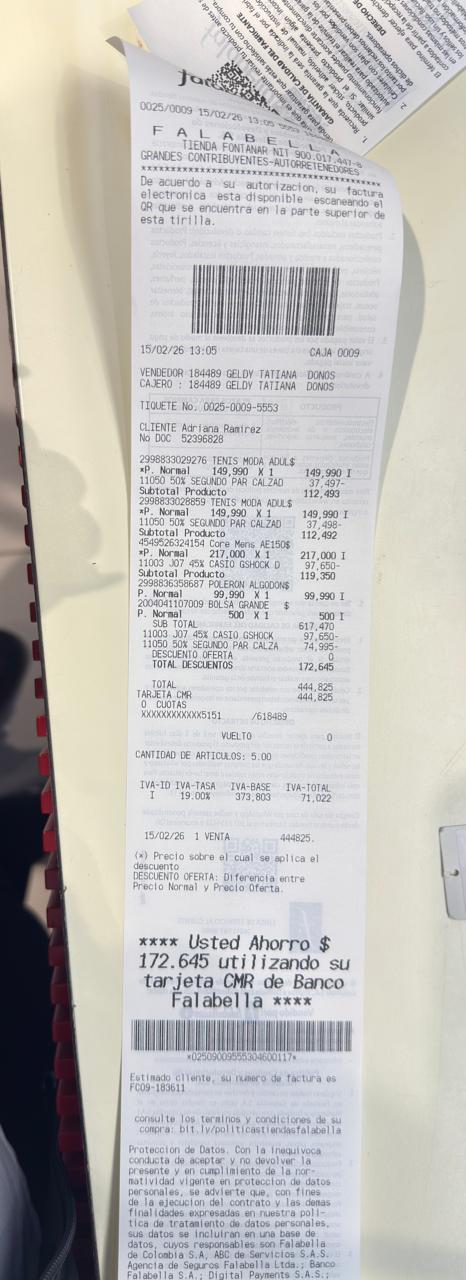 GARANTIA DE CALIDAD DEL FABRICANTE
0025/0009 15/02/26 13:05
FALABELLA
TIENDA FONTANAR NIT 900.017.447-8
GRANDES CONTRIBUYENTES-AUTORRETENEDORES
De acuerdo a su autorizacion, su factura
electronica esta disponible escaneando el
QR que se encuentra en la parte superior de
esta tirilla.
15/02/26 13:05 CAJA 0009
VENDEDOR 184489 GELDY TATIANA DONOS
CAJERO : 184489 GELDY TATIANA DONOS
TIQUETE No. 0025-0009-5553
CLIENTE Adriana Ramirez
No DOC 52396828
2998833029276 TENIS MODA ADUL$
*P. Normal 149,990 X 1 149,990 I
11050 50% SEGUNDO PAR CALZAD 37,497-
Subtotal Producto 112,493
2998833028859 TENIS MODA ADUL$
*P. Normal 149,990 X 1 149,990 I
11050 50% SEGUNDO PAR CALZAD 37,498-
Subtotal Producto 112,492
4549526324154 Core Mens AE150$
*P. Normal 217,000 X 1 217,000 I
11003 J07 45% CASIO GSHOCK D 97,650-
Subtotal Producto 119,350
2998836358687 POLERON ALGODON$
P. Normal 99,990 X 1 99,990 I
2004041107009 BOLSA GRANDE $
P. Normal 500 X 1 500 I
SUB TOTAL 617,470
11003 J07 45% CASIO GSHOCK 97,650-
11050 50% SEGUNDO PAR CALZA 74,995-
DESCUENTO OFERTA 0
TOTAL DESCUENTOS 172,645
TOTAL 444,825
TARJETA CMR 444,825
0 CUOTAS
XXXXXXXXXXXX5151 /618489
VUELTO 0
CANTIDAD DE ARTICULOS: 5.00
IVA-ID IVA-TASA IVA-BASE IVA-TOTAL
I 19.00% 373,803 71,022
15/02/26 1 VENTA 444825.
(*) Precio sobre el cual se aplica el
descuento
DESCUENTO OFERTA: Diferencia entre
Precio Normal y Precio Oferta.
**** Usted Ahorro $
172.645 utilizando su
tarjeta CMR de Banco
Falabella ****
*02509009555304600117*
Estimado cliente, su numero de factura es
FC09-183611
consulte los terminos y condiciones de su
compra: bit.ly/politicastiendasfalabella
Proteccion de Datos. Con la inequivoca
conducta de aceptar y no devolver la
presente y en cumplimiento de la nor-
matividad vigente en proteccion de datos
personales, se advierte que, con fines
de la ejecucion del contrato y las demas
finalidades expresadas en nuestra poli-
tica de tratamiento de datos personales,
sus datos se incluiran en una base de
datos, cuyos responsables son Falabella
de Colombia S.A, ABC de Servicios S.A.S.
Agencia de Seguros Falabella Ltda.; Banco
Falabella S.A.; Digital Payments S.A.S.;